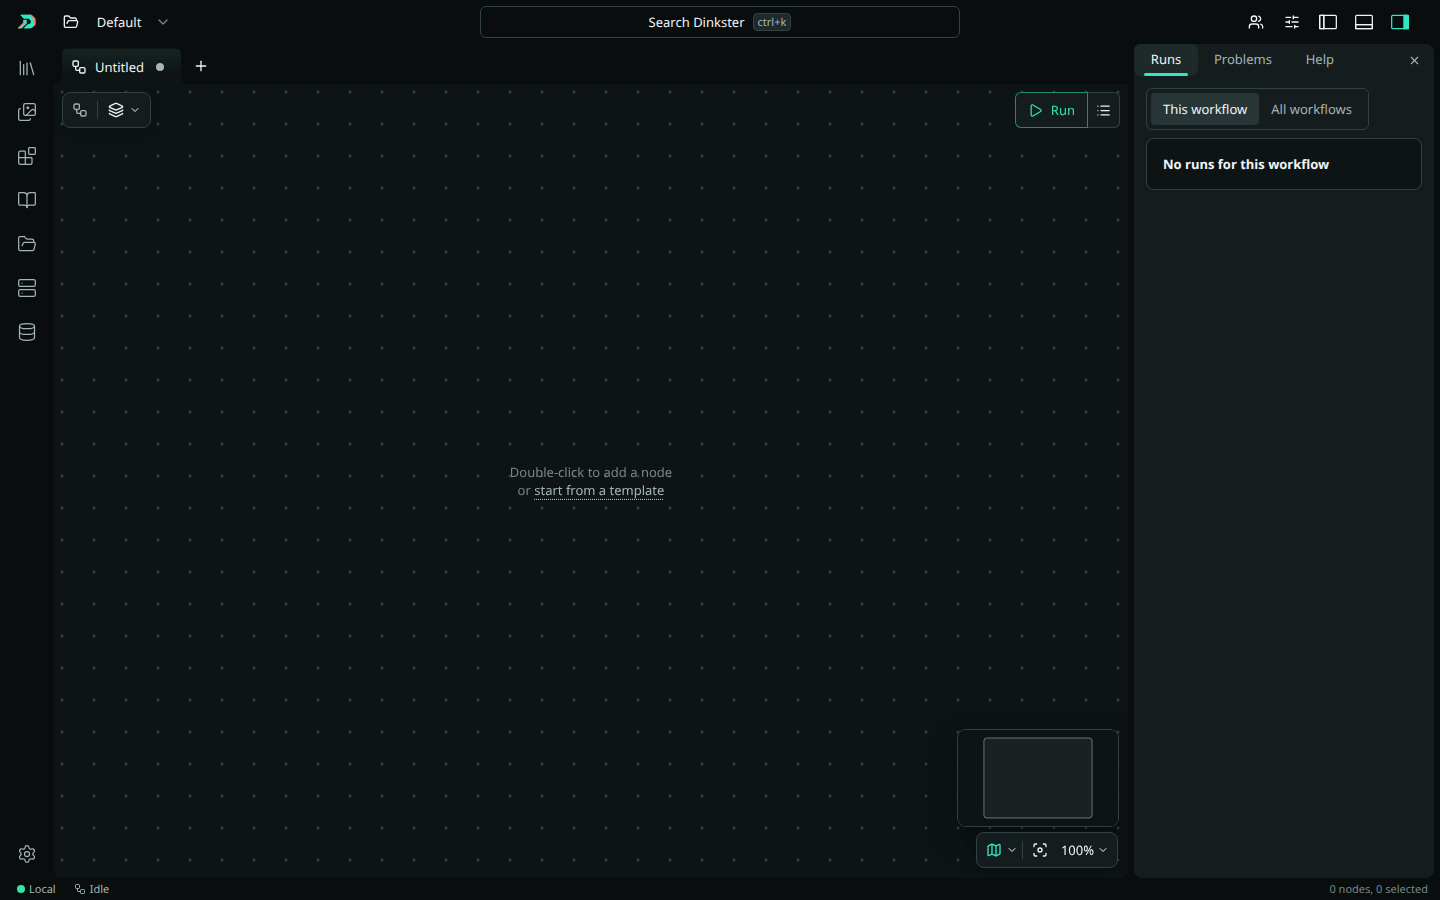 Default
Search Dinkster ctrl+k
Untitled
Run
Runs Problems Help
This workflow All workflows
No runs for this workflow
Double-click to add a node
or start from a template
100%
Local Idle
0 nodes, 0 selected